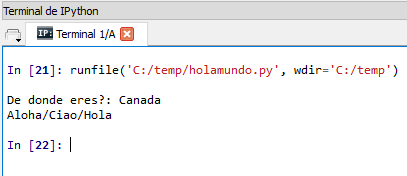 Terminal de IPython
IP: Terminal 1/A
In [21]: runfile('C:/temp/holamundo.py', wdir='C:/temp')
De donde eres?: Canada
Aloha/Ciao/Hola
In [22]: